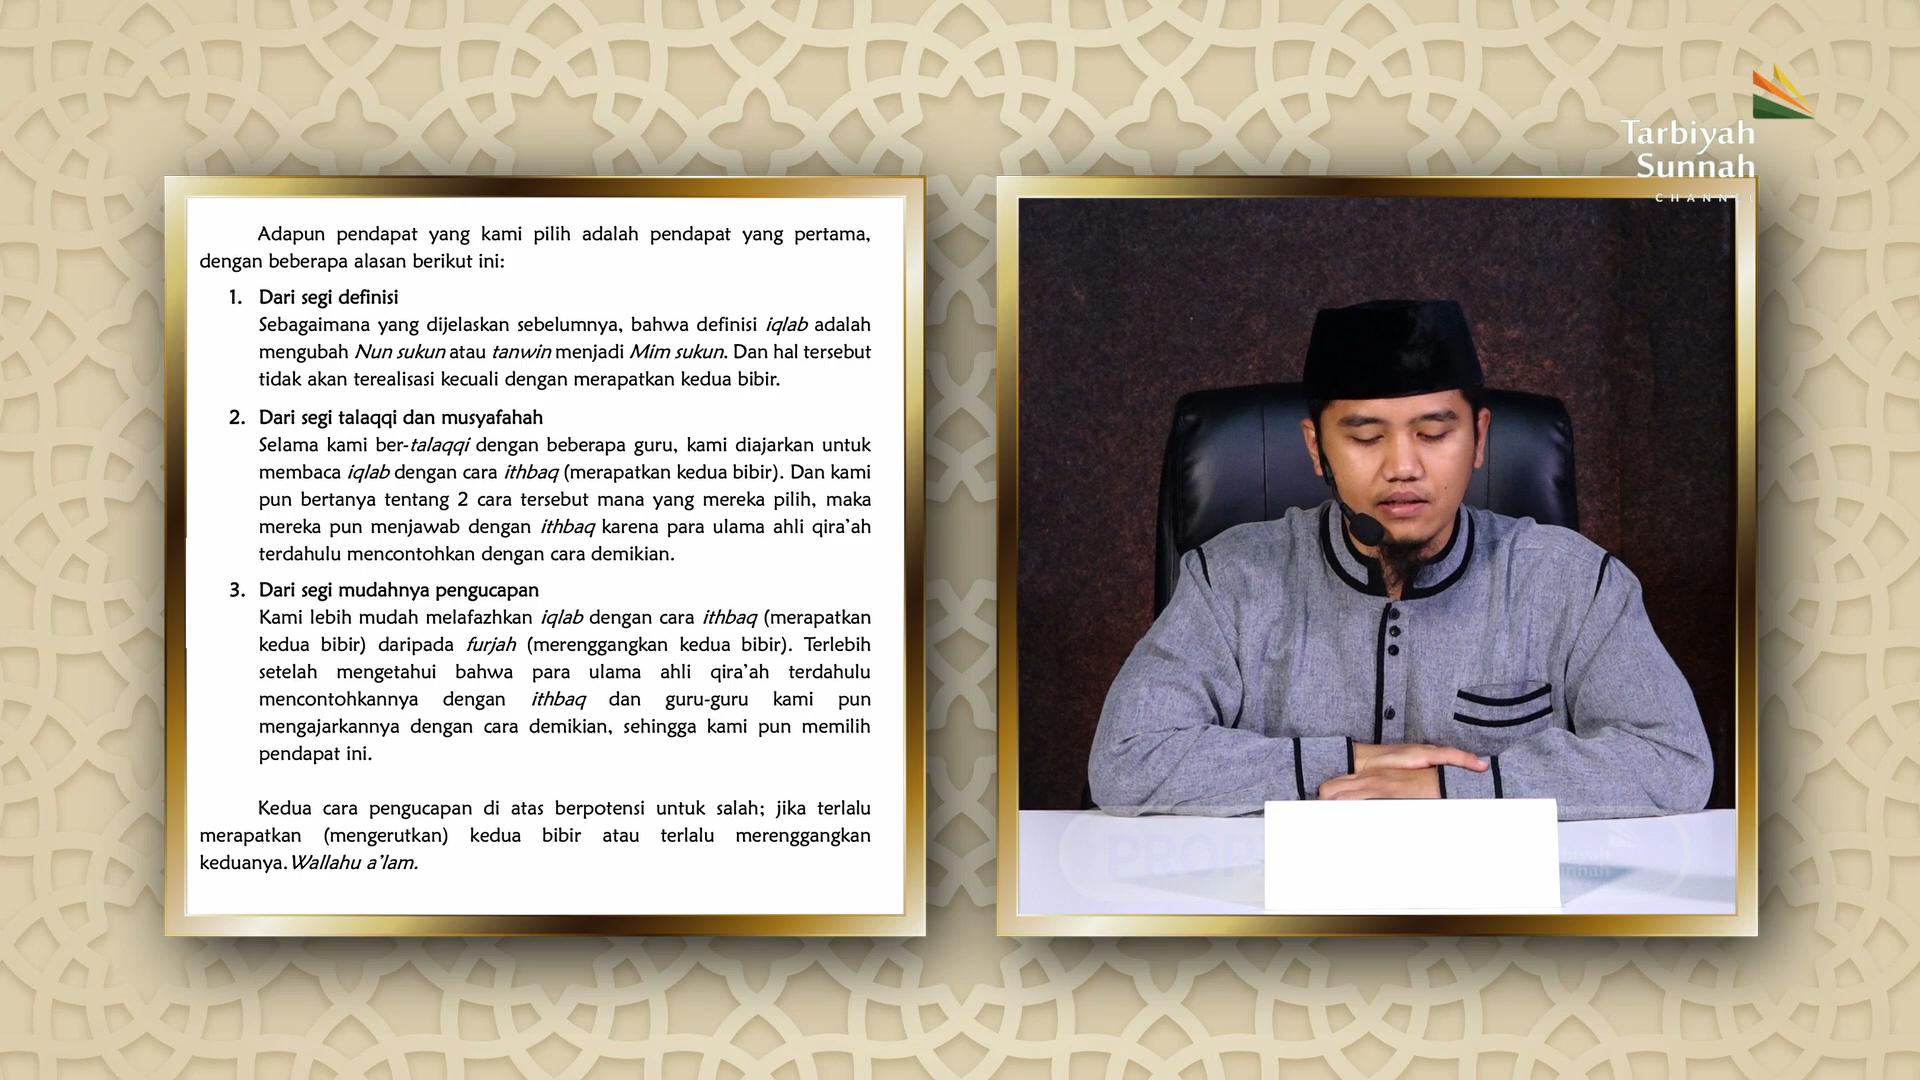 Adapun pendapat yang kami pilih adalah pendapat yang pertama,
dengan beberapa alasan berikut ini:
1. Dari segi definisi
Sebagaimana yang dijelaskan sebelumnya, bahwa definisi iqlab adalah
mengubah Nun sukun atau tanwin menjadi Mim sukun. Dan hal tersebut
tidak akan terealisasi kecuali dengan merapatkan kedua bibir.
2. Dari segi talaqqi dan musyafahah
Selama kami ber-talaqqi dengan beberapa guru, kami diajarkan untuk
membaca iqlab dengan cara ithbaq (merapatkan kedua bibir). Dan kami
pun bertanya tentang 2 cara tersebut mana yang mereka pilih, maka
mereka pun menjawab dengan ithbaq karena para ulama ahli qira’ah
terdahulu mencontohkan dengan cara demikian.
3. Dari segi mudahnya pengucapan
Kami lebih mudah melafazhkan iqlab dengan cara ithbaq (merapatkan
kedua bibir) daripada furjah (merenggangkan kedua bibir). Terlebih
setelah mengetahui bahwa para ulama ahli qira’ah terdahulu
mencontohkannya dengan ithbaq dan guru-guru kami pun
mengajarkannya dengan cara demikian, sehingga kami pun memilih
pendapat ini.
Kedua cara pengucapan di atas berpotensi untuk salah; jika terlalu
merapatkan (mengerutkan) kedua bibir atau terlalu merenggangkan
keduanya. Wallahu a’lam.
Tarbiyah
Sunnah
CHANNEL